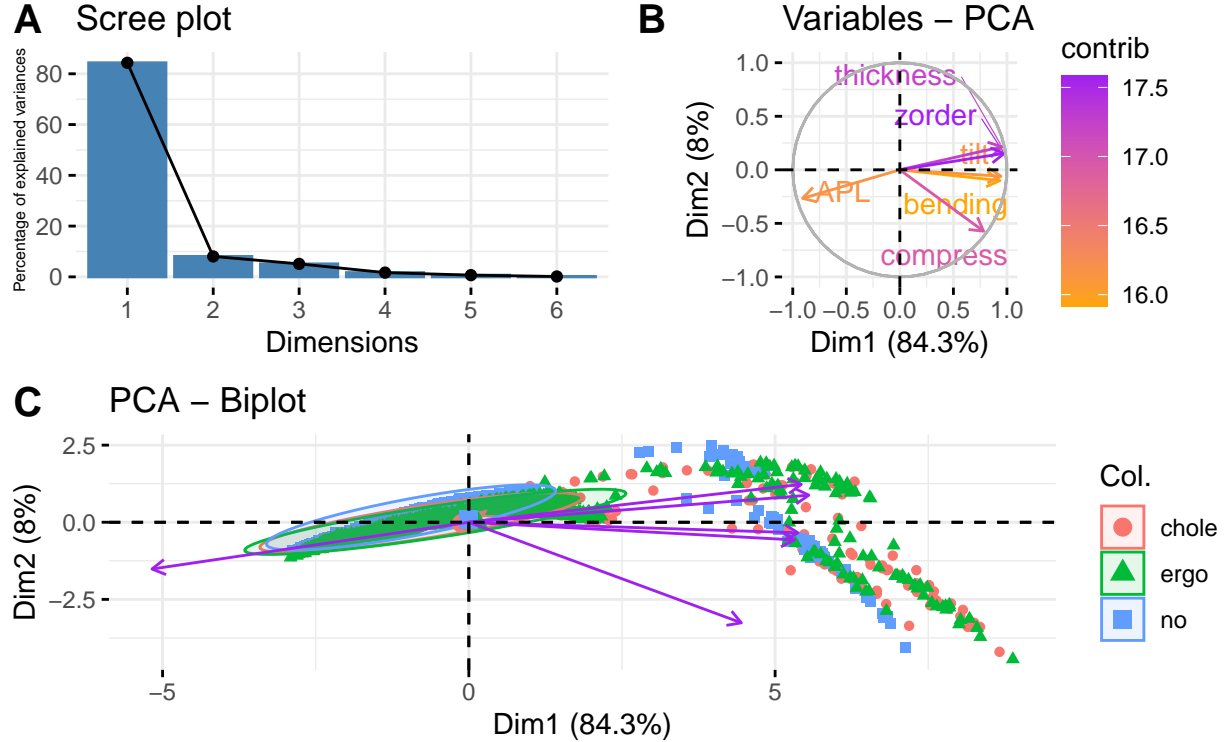 A Scree plot
Percentage of explained variances
80
60
40
20
0
1 2 3 4 5 6
Dimensions
B Variables − PCA
Dim2 (8%)
1.0
0.5
0.0
−0.5
−1.0
thickness
zorder
tilt
APL
bending
compress
−1.0 −0.5 0.0 0.5 1.0
Dim1 (84.3%)
contrib
17.5
17.0
16.5
16.0
C PCA − Biplot
Dim2 (8%)
2.5
0.0
−2.5
−5 0 5
Dim1 (84.3%)
Col.
chole
ergo
no